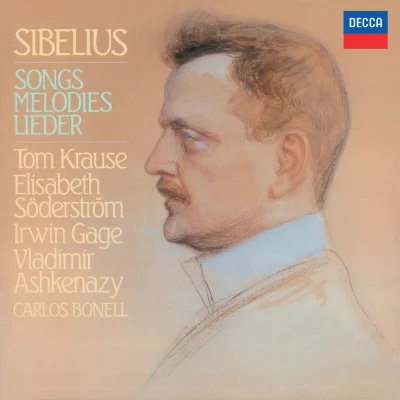 DECCA
SIBELIUS
SONGS
MELODIES
LIEDER
Tom Krause
Elisabeth
Söderström
Irwin Gage
Vladimir
Ashkenazy
CARLOS BONELL